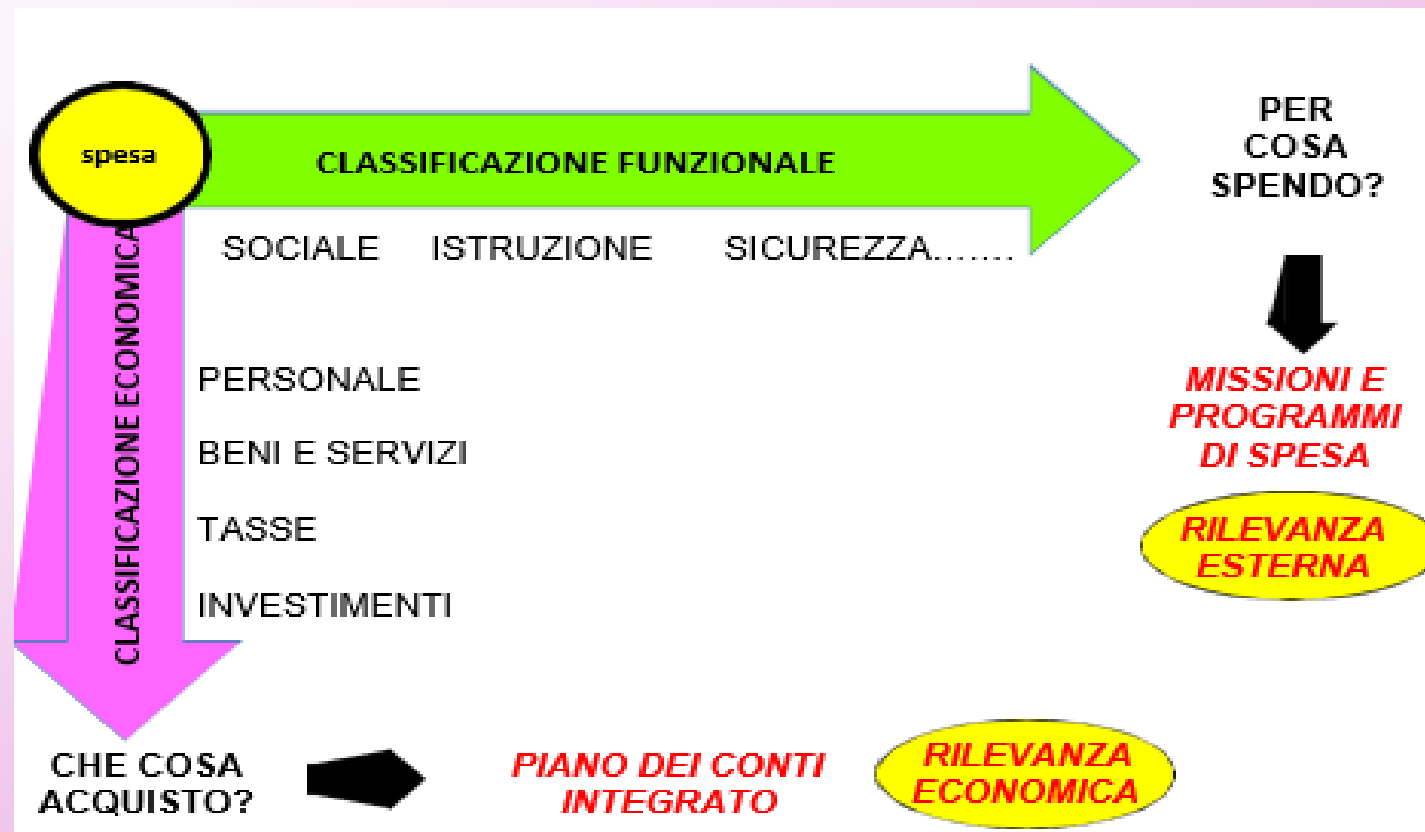 spesa
CLASSIFICAZIONE FUNZIONALE
PER
COSA
SPENDO?
SOCIALE ISTRUZIONE SICUREZZA.......
CLASSIFICAZIONE ECONOMICA
PERSONALE
BENI E SERVIZI
TASSE
INVESTIMENTI
MISSIONI E
PROGRAMMI
DI SPESA
RILEVANZA
ESTERNA
CHE COSA
ACQUISTO?
PIANO DEI CONTI
INTEGRATO
RILEVANZA
ECONOMICA